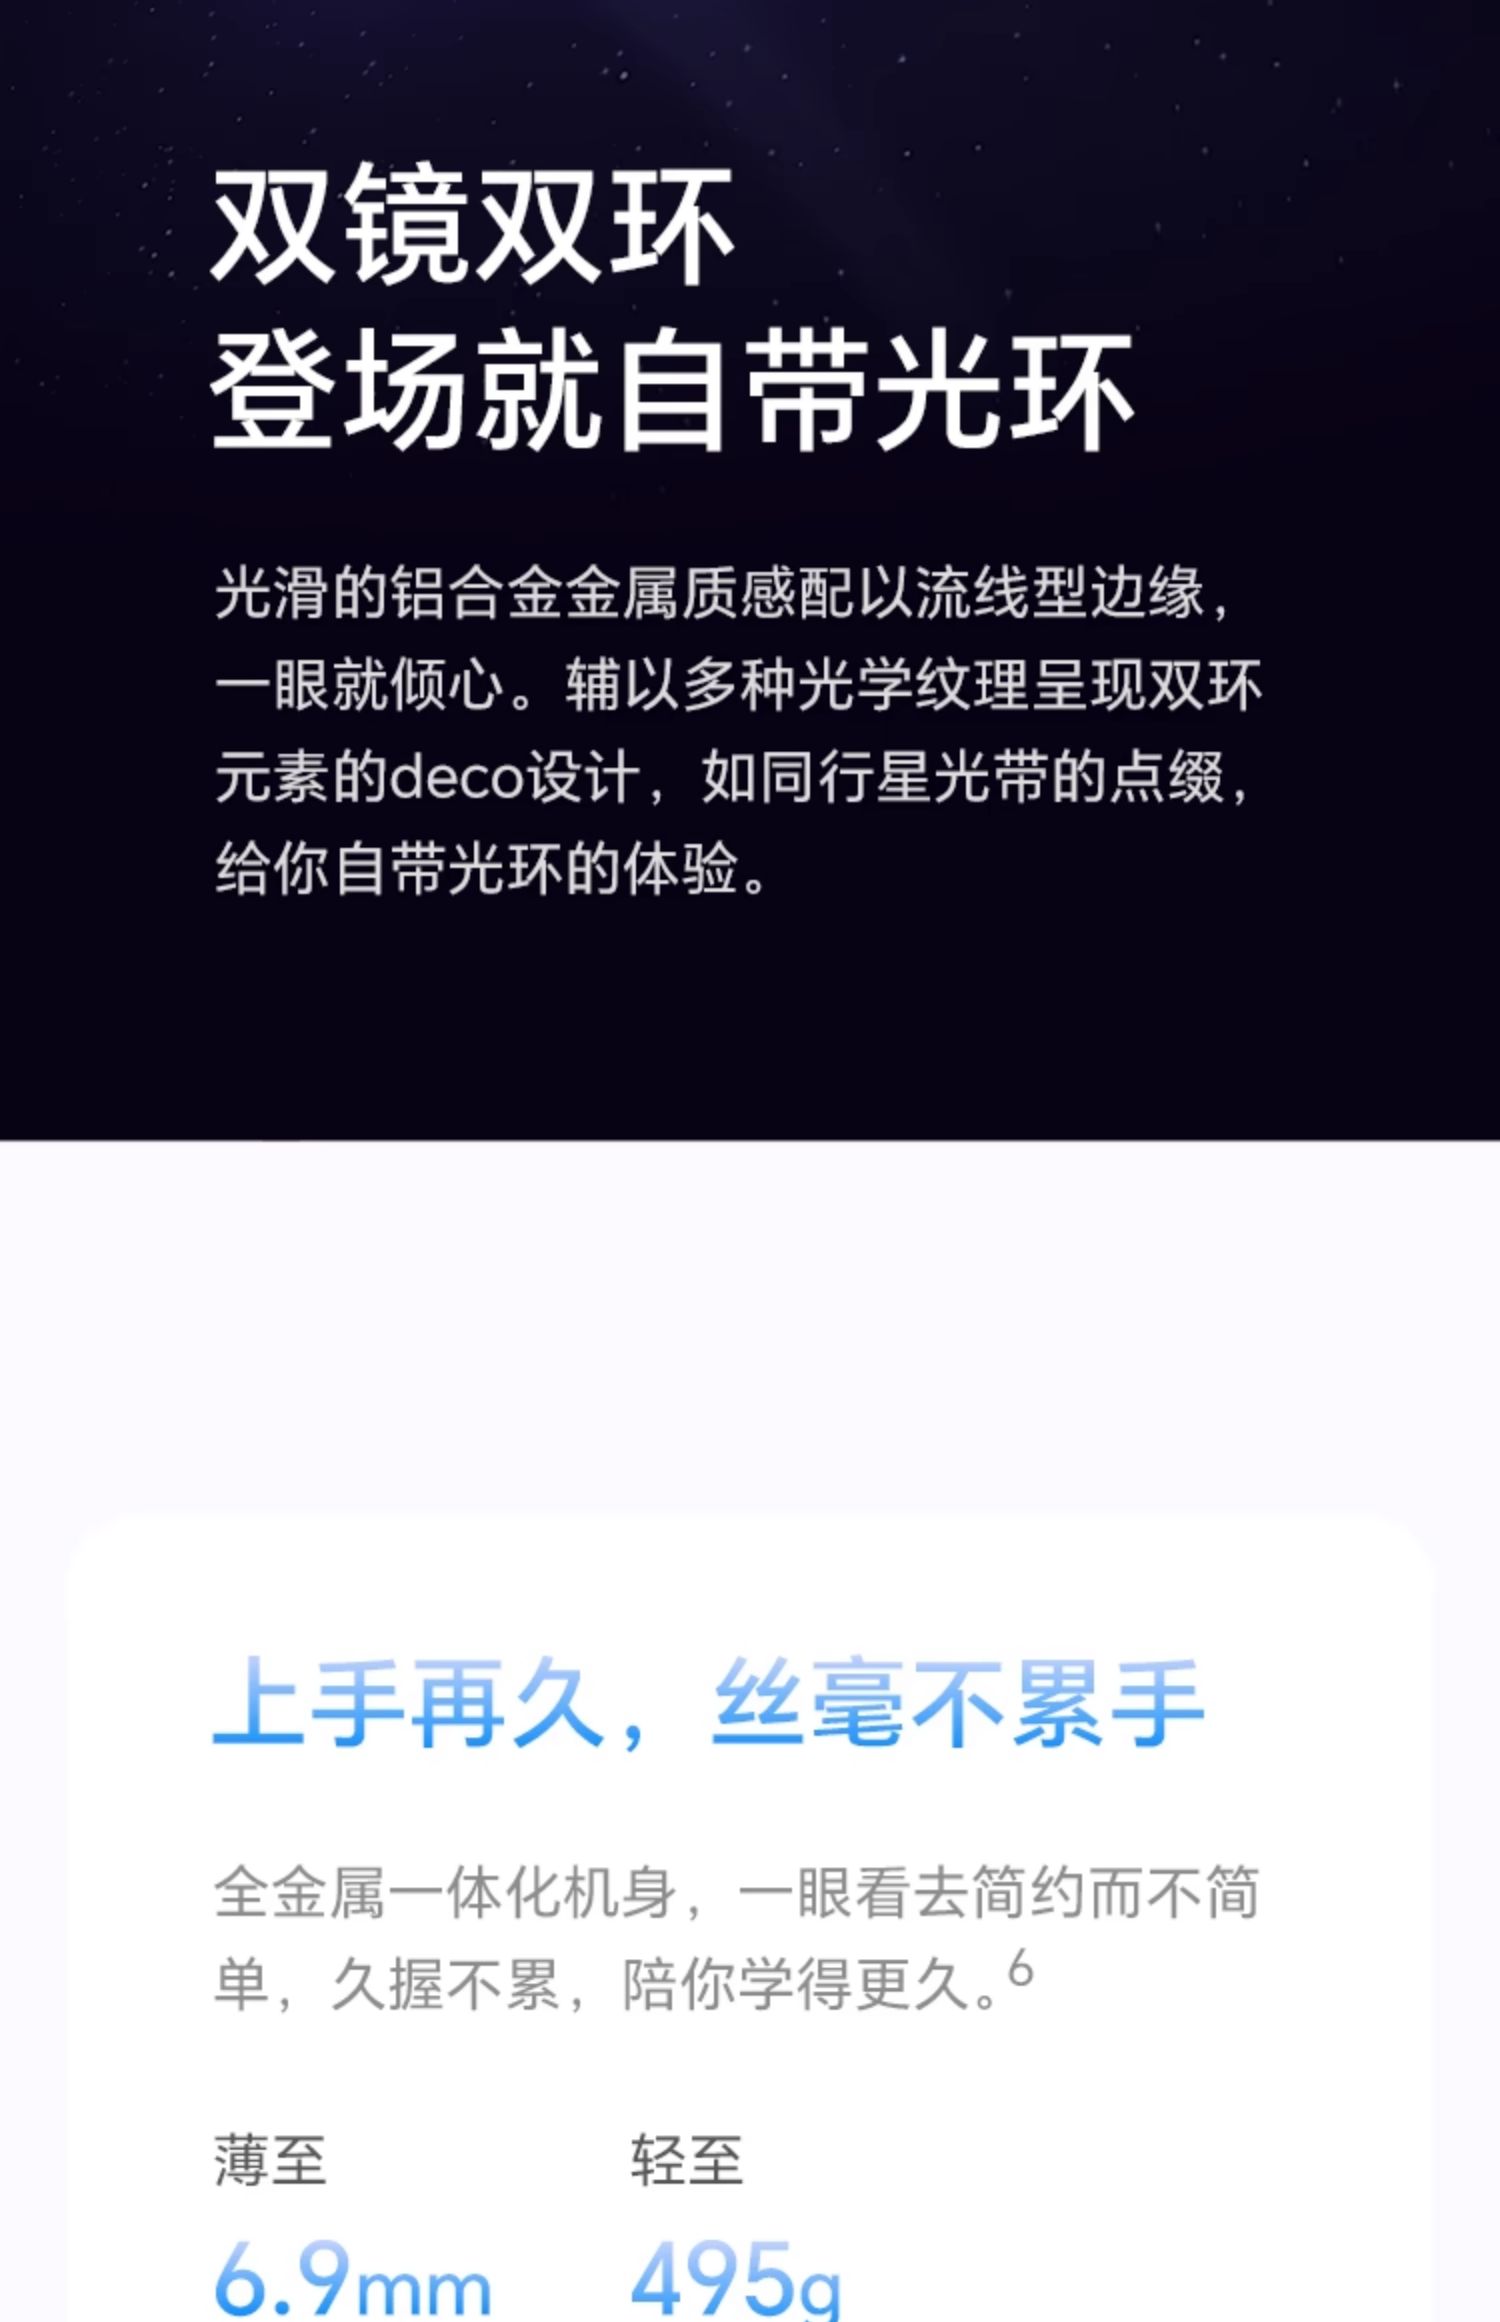 双镜双环
登场就自带光环
光滑的铝合金金属质感配以流线型边缘，
一眼就倾心。辅以多种光学纹理呈现双环
元素的deco设计，如同行星光带的点缀，
给你自带光环的体验。
上手再久，丝毫不累手
全金属一体化机身，一眼看去简约而不简
单，久握不累，陪你学得更久。6
薄至 轻至
6.9mm 495g